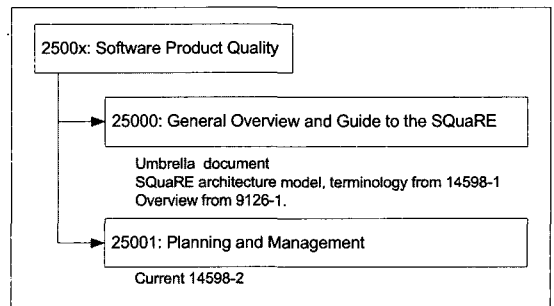 2500x: Software Product Quality
25000: General Overview and Guide to the SQuaRE
Umbrella document
SQuaRE architecture model, terminology from 14598-1
Overview from 9126-1.
25001: Planning and Management
Current 14598-2